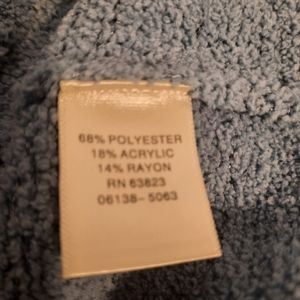 68% POLYESTER
18% ACRYLIC
14% RAYON
RN 63823
06138-5063